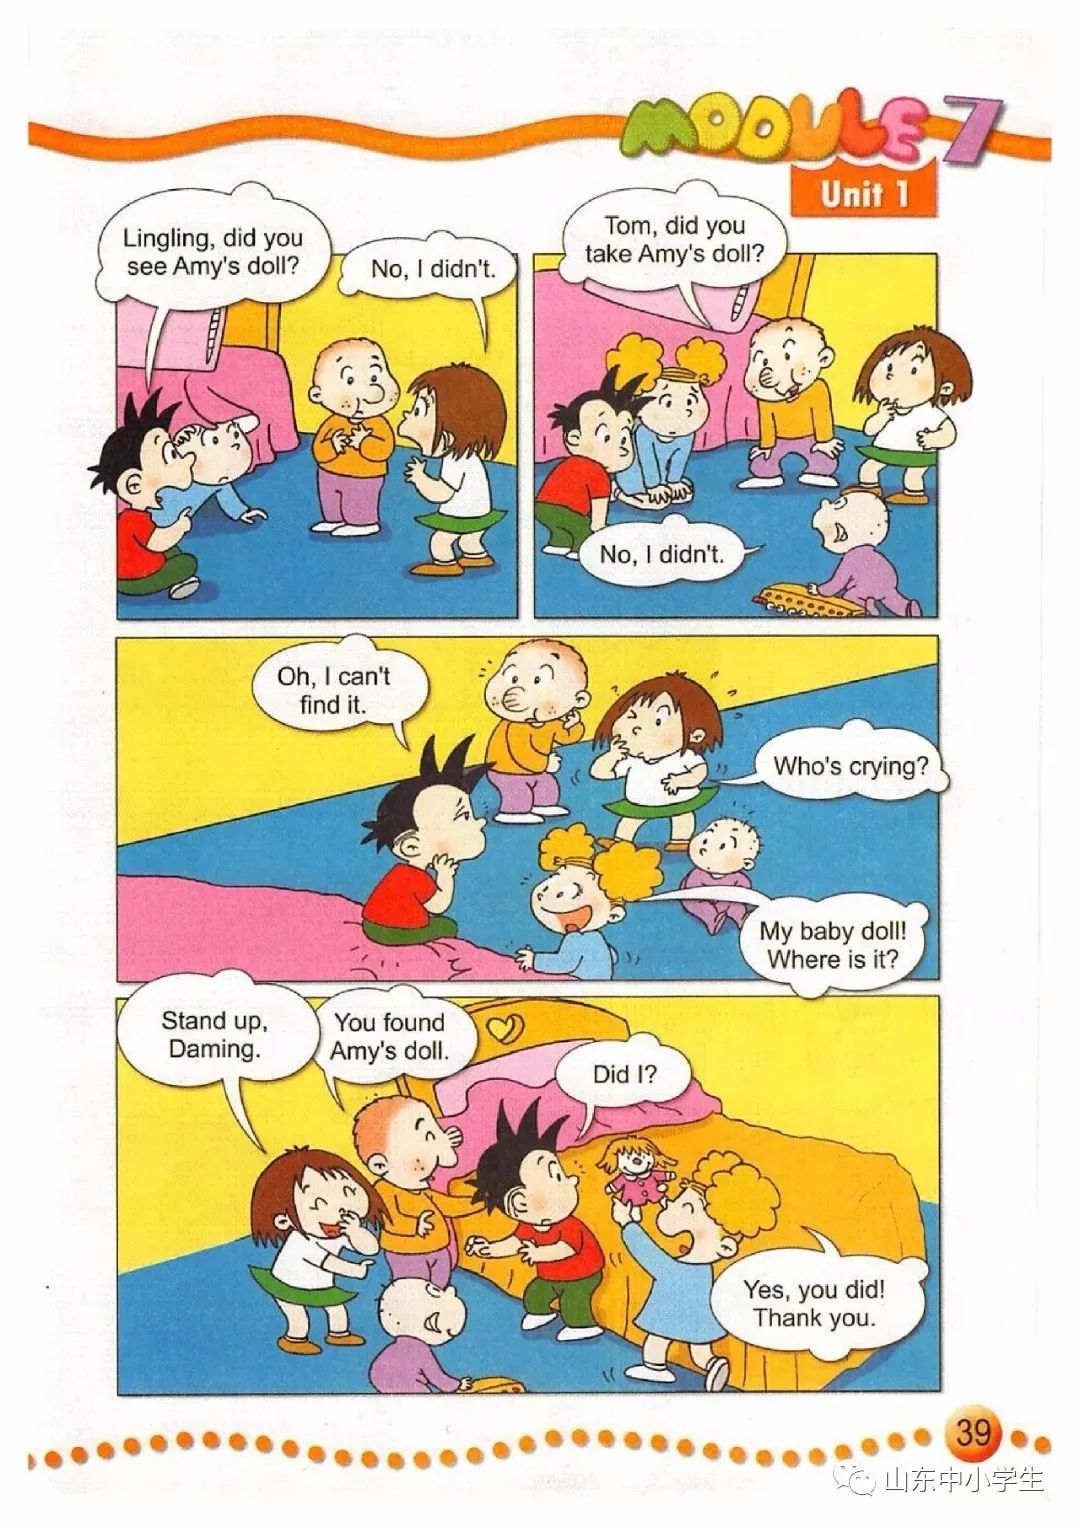 MODULE 7
Unit 1
Lingling, did you
see Amy's doll?
No, I didn't.
Tom, did you
take Amy's doll?
No, I didn't.
Oh, I can't
find it.
Who's crying?
My baby doll!
Where is it?
Stand up,
Daming.
You found
Amy's doll.
Did I?
Yes, you did!
Thank you.
39
山东中小学生